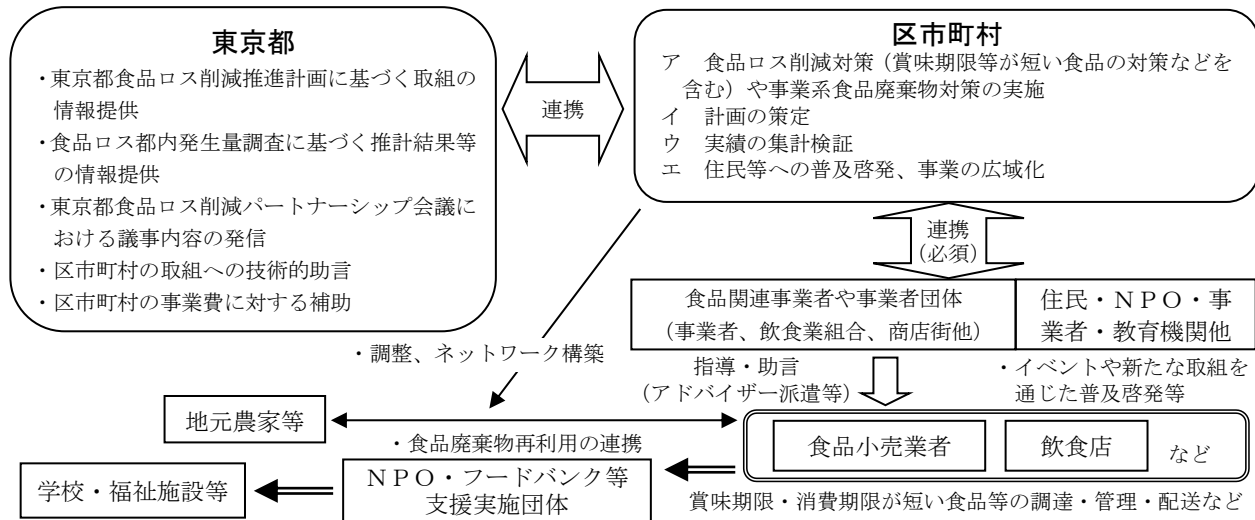 東京都
・東京都食品ロス削減推進計画に基づく取組の
情報提供
・食品ロス都内発生量調査に基づく推計結果等
の情報提供
・東京都食品ロス削減パートナーシップ会議に
おける議事内容の発信
・区市町村の取組への技術的助言
・区市町村の事業費に対する補助
連携
区市町村
ア 食品ロス削減対策（賞味期限等が短い食品の対策などを
含む）や事業系食品廃棄物対策の実施
イ 計画の策定
ウ 実績の集計検証
エ 住民等への普及啓発、事業の広域化
連携
（必須）
食品関連事業者や事業者団体
（事業者、飲食業組合、商店街他）
住民・ＮＰＯ・事
業者・教育機関他
・調整、ネットワーク構築
指導・助言
（アドバイザー派遣等）
・イベントや新たな取組を
通じた普及啓発等
地元農家等
・食品廃棄物再利用の連携
食品小売業者
飲食店
など
学校・福祉施設等
ＮＰＯ・フードバンク等
支援実施団体
賞味期限・消費期限が短い食品等の調達・管理・配送など